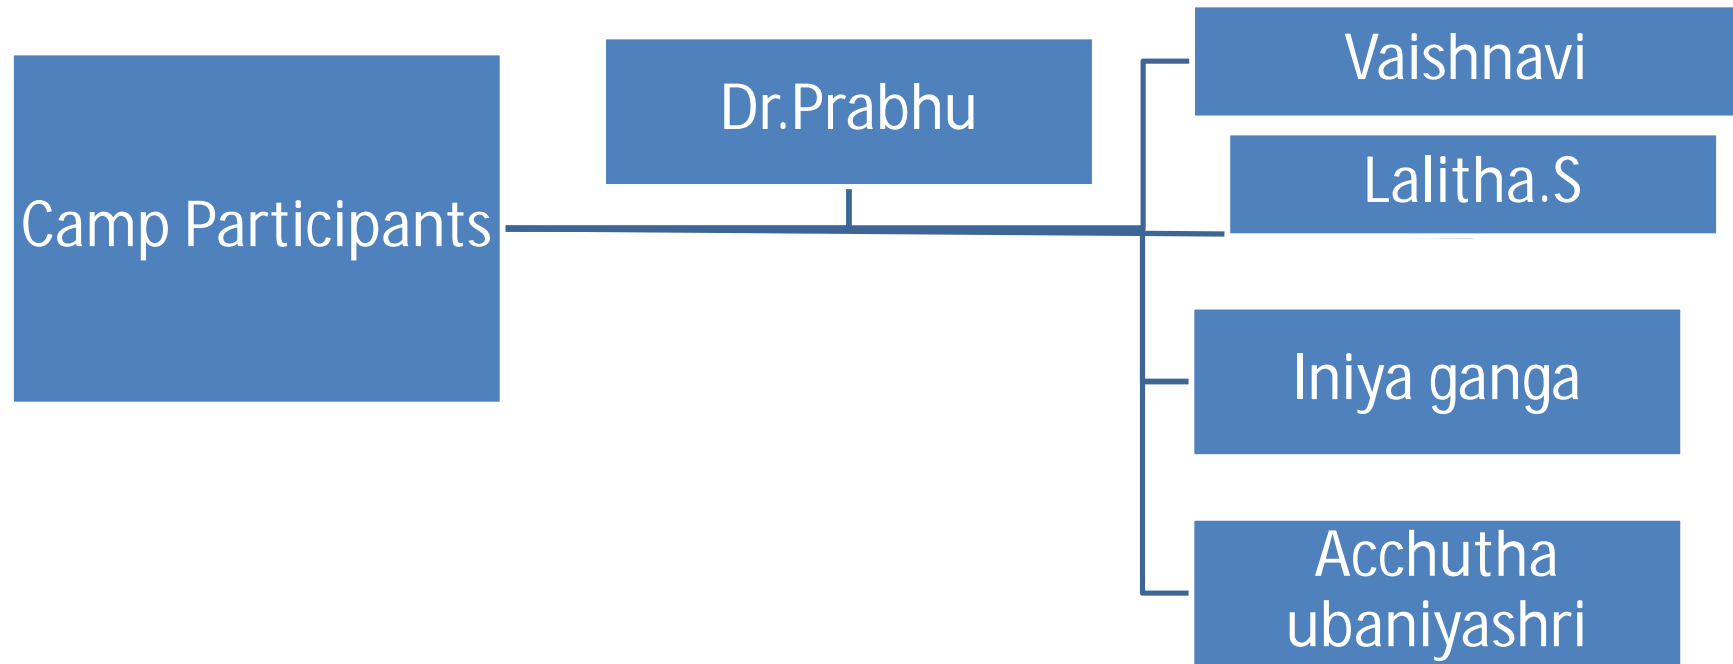 Camp Participants
Dr.Prabhu
Vaishnavi
Lalitha.S
Iniya ganga
Acchutha
ubaniyashri